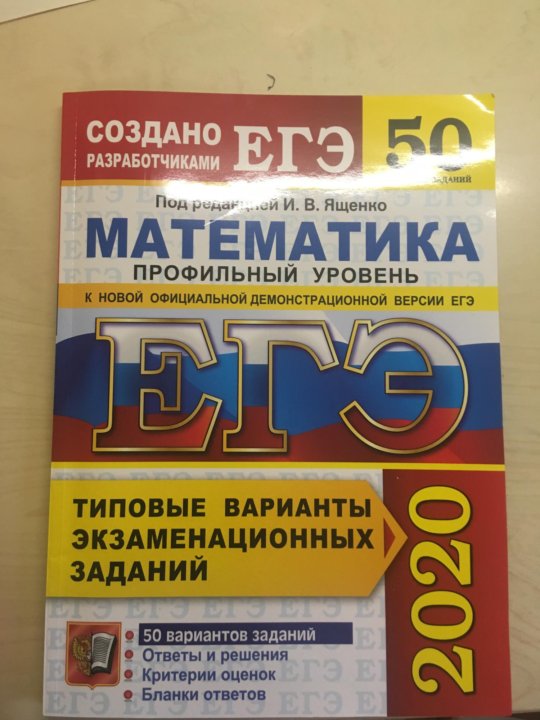 СОЗДАНО
РАЗРАБОТЧИКАМИ
ЕГЭ
50
Под редакцией И. В. Ященко
МАТЕМАТИКА
ПРОФИЛЬНЫЙ УРОВЕНЬ
К НОВОЙ ОФИЦИАЛЬНОЙ ДЕМОНСТРАЦИОННОЙ ВЕРСИИ ЕГЭ
ЕГЭ
ТИПОВЫЕ ВАРИАНТЫ
ЭКЗАМЕНАЦИОННЫХ
ЗАДАНИЙ
2020
• 50 вариантов заданий
• Ответы и решения
• Критерии оценок
• Бланки ответов